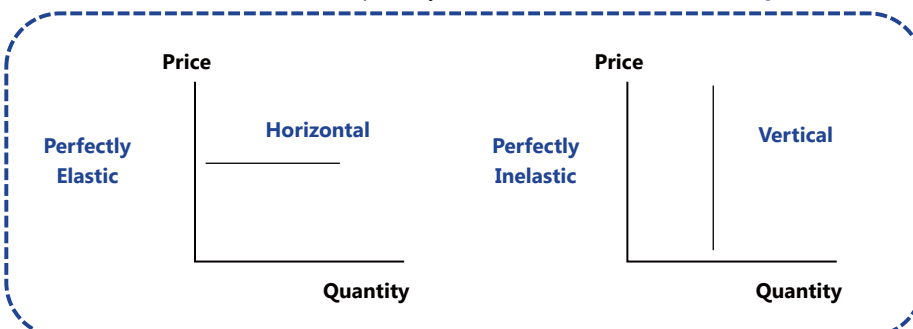 Price
Horizontal
Perfectly
Elastic
Quantity
Price
Vertical
Perfectly
Inelastic
Quantity